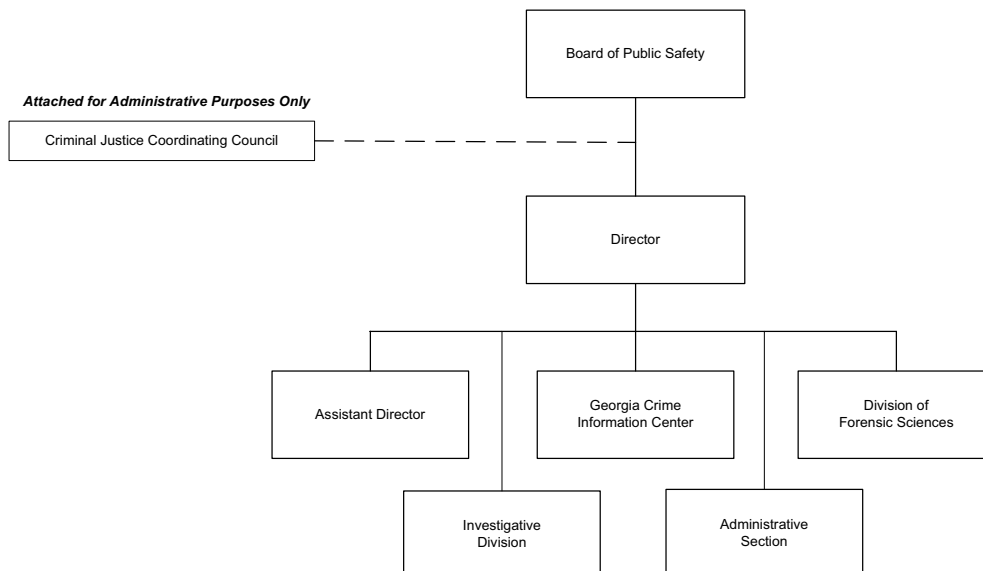 Board of Public Safety
Attached for Administrative Purposes Only
Criminal Justice Coordinating Council
Director
Assistant Director
Georgia Crime
Information Center
Division of
Forensic Sciences
Investigative
Division
Administrative
Section